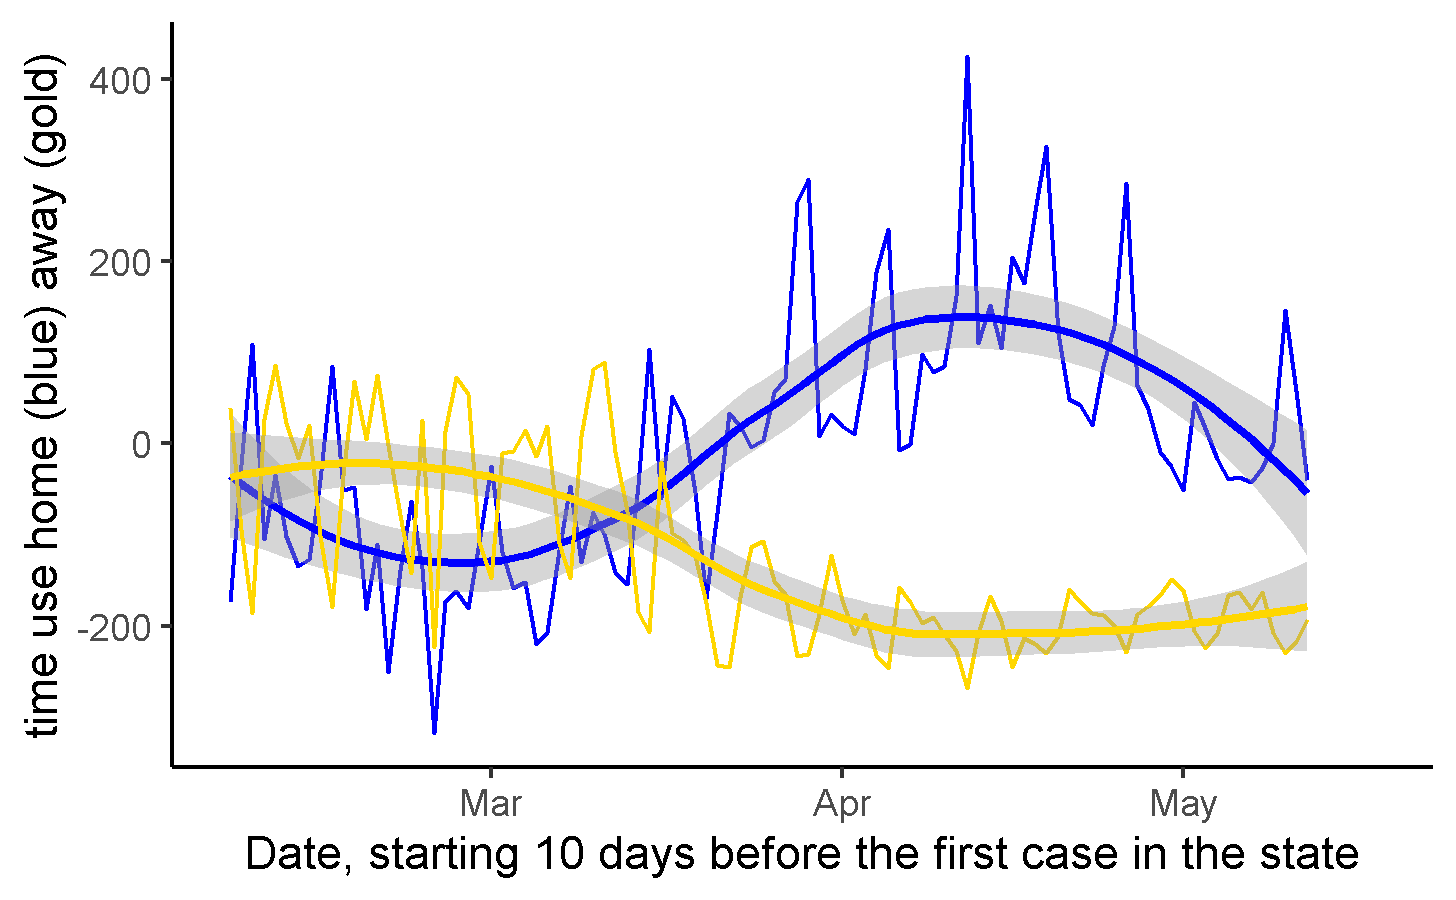 time use home (blue) away (gold)
400
200
0
-200
Mar Apr May
Date, starting 10 days before the first case in the state